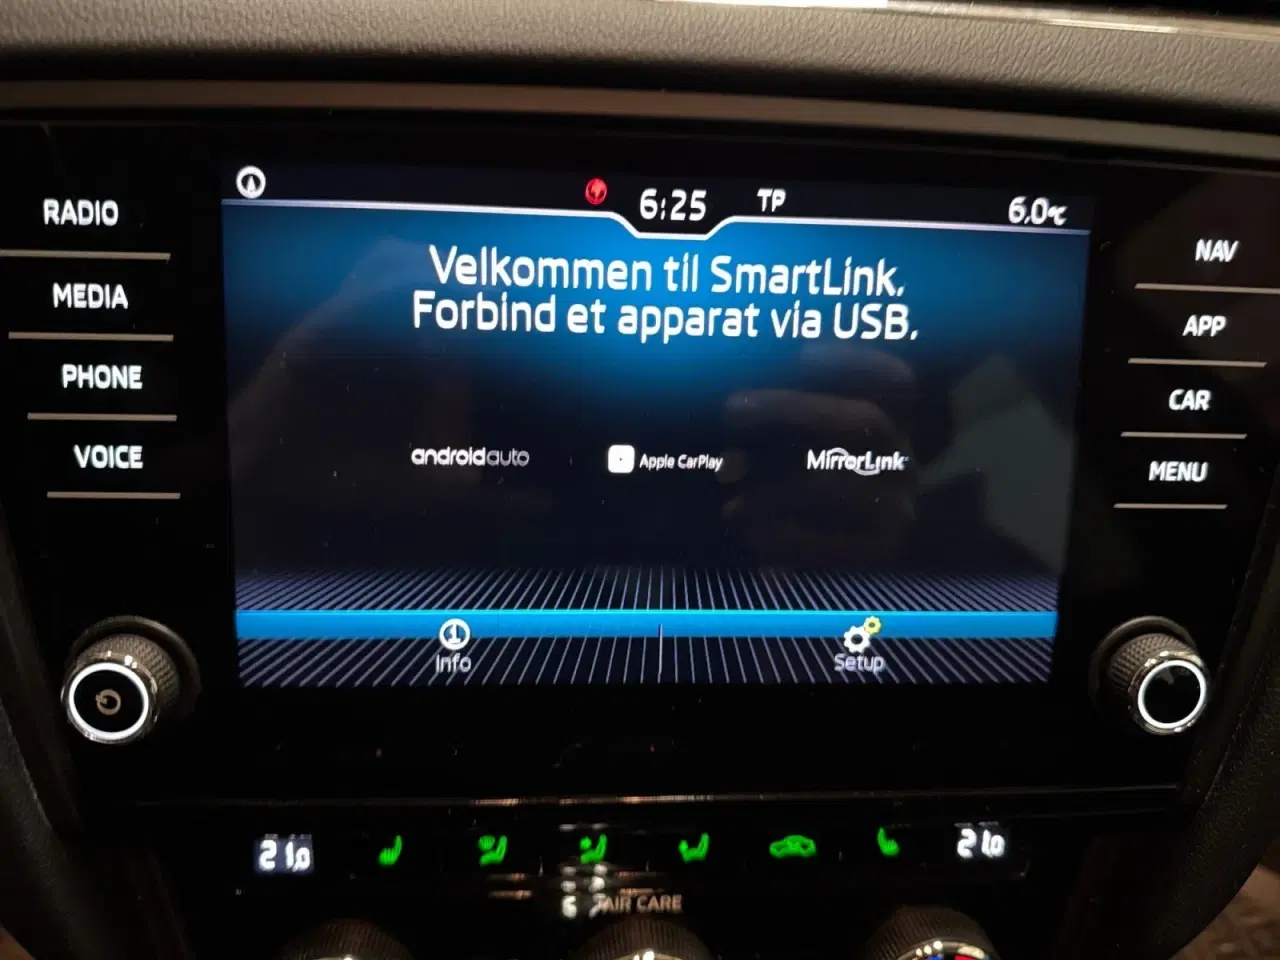 RADIO
MEDIA
PHONE
VOICE
6:25
TP
6.0°C
Velkommen til SmartLink.
Forbind et apparat via USB.
androidauto
Apple CarPlay
MirrorLink
Info
Setup
NAV
APP
CAR
MENU
21.0
21.0
AIR CARE